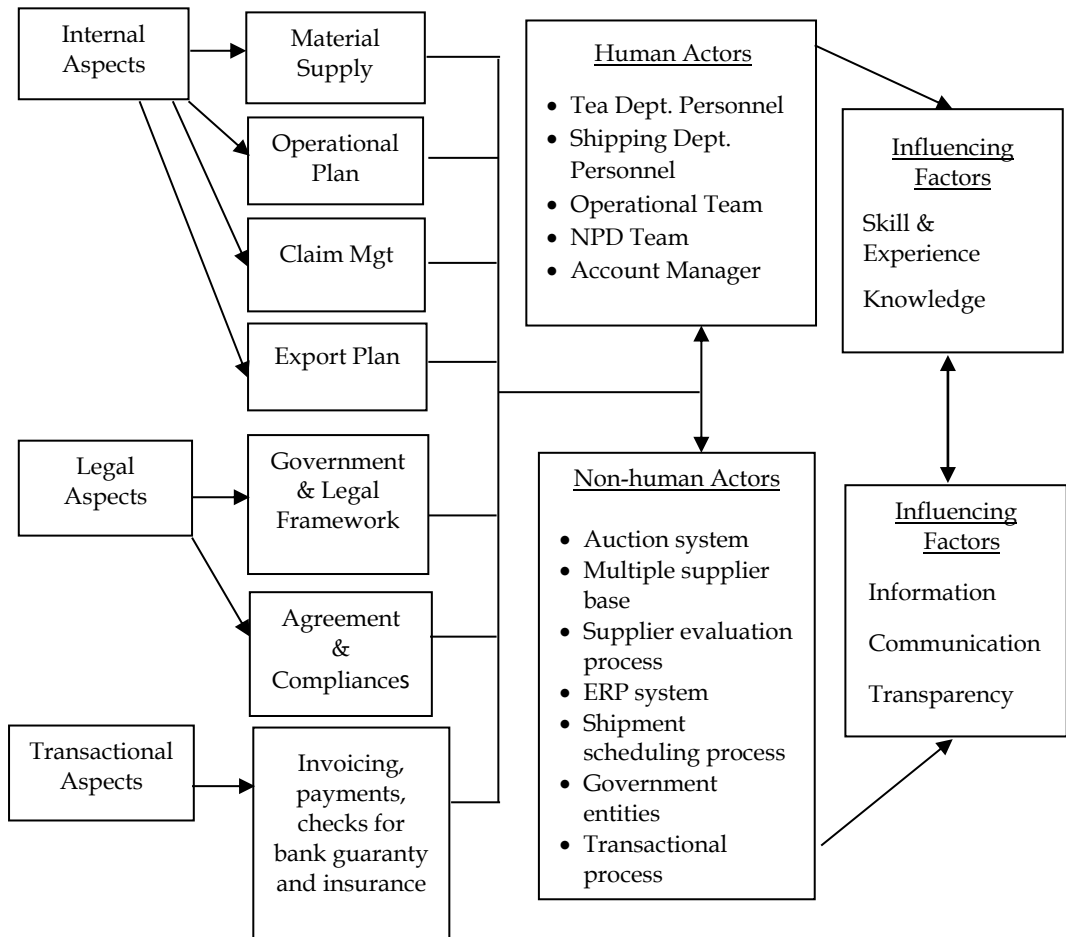 Internal
Aspects
Material
Supply
Operational
Plan
Claim Mgt
Export Plan
Legal
Aspects
Government
& Legal
Framework
Agreement
&
Compliances
Transactional
Aspects
Invoicing,
payments,
checks for
bank guaranty
and insurance
Human Actors
• Tea Dept. Personnel
• Shipping Dept.
Personnel
• Operational Team
• NPD Team
• Account Manager
Non-human Actors
• Auction system
• Multiple supplier
base
• Supplier evaluation
process
• ERP system
• Shipment
scheduling process
• Government
entities
• Transactional
process
Influencing
Factors
Skill &
Experience
Knowledge
Influencing
Factors
Information
Communication
Transparency